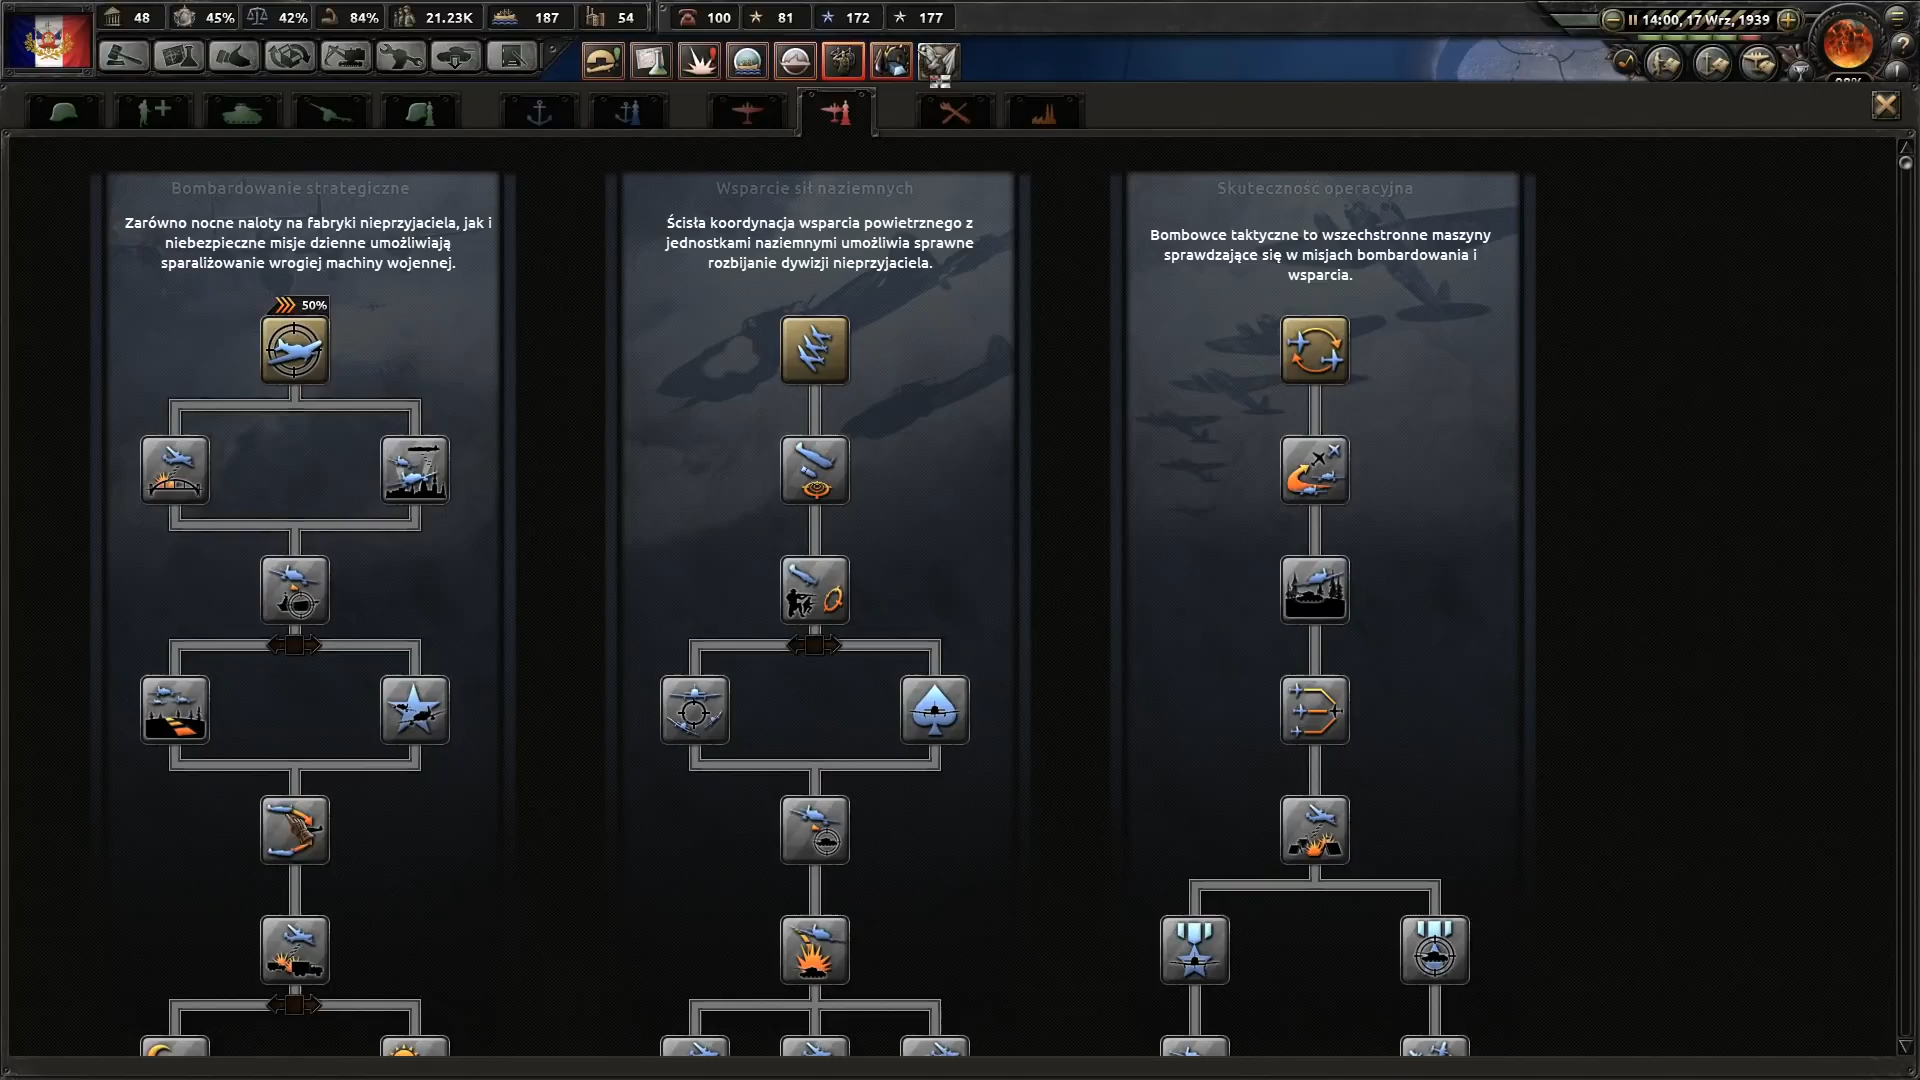 48
45%
42%
84%
21.23K
187
54
100
81
172
177
14:00, 17 Wrz, 1939
Bombardowanie strategiczne
Zarówno nocne naloty na fabryki nieprzyjaciela, jak i
niebezpieczne misje dzienne umożliwiają
sparaliżowanie wrogiej machiny wojennej.
50%
Wsparcie sił naziemnych
Ścisła koordynacja wsparcia powietrznego z
jednostkami naziemnymi umożliwia sprawne
rozbijanie dywizji nieprzyjaciela.
Skuteczność operacyjna
Bombowce taktyczne to wszechstronne maszyny
sprawdzające się w misjach bombardowania i
wsparcia.